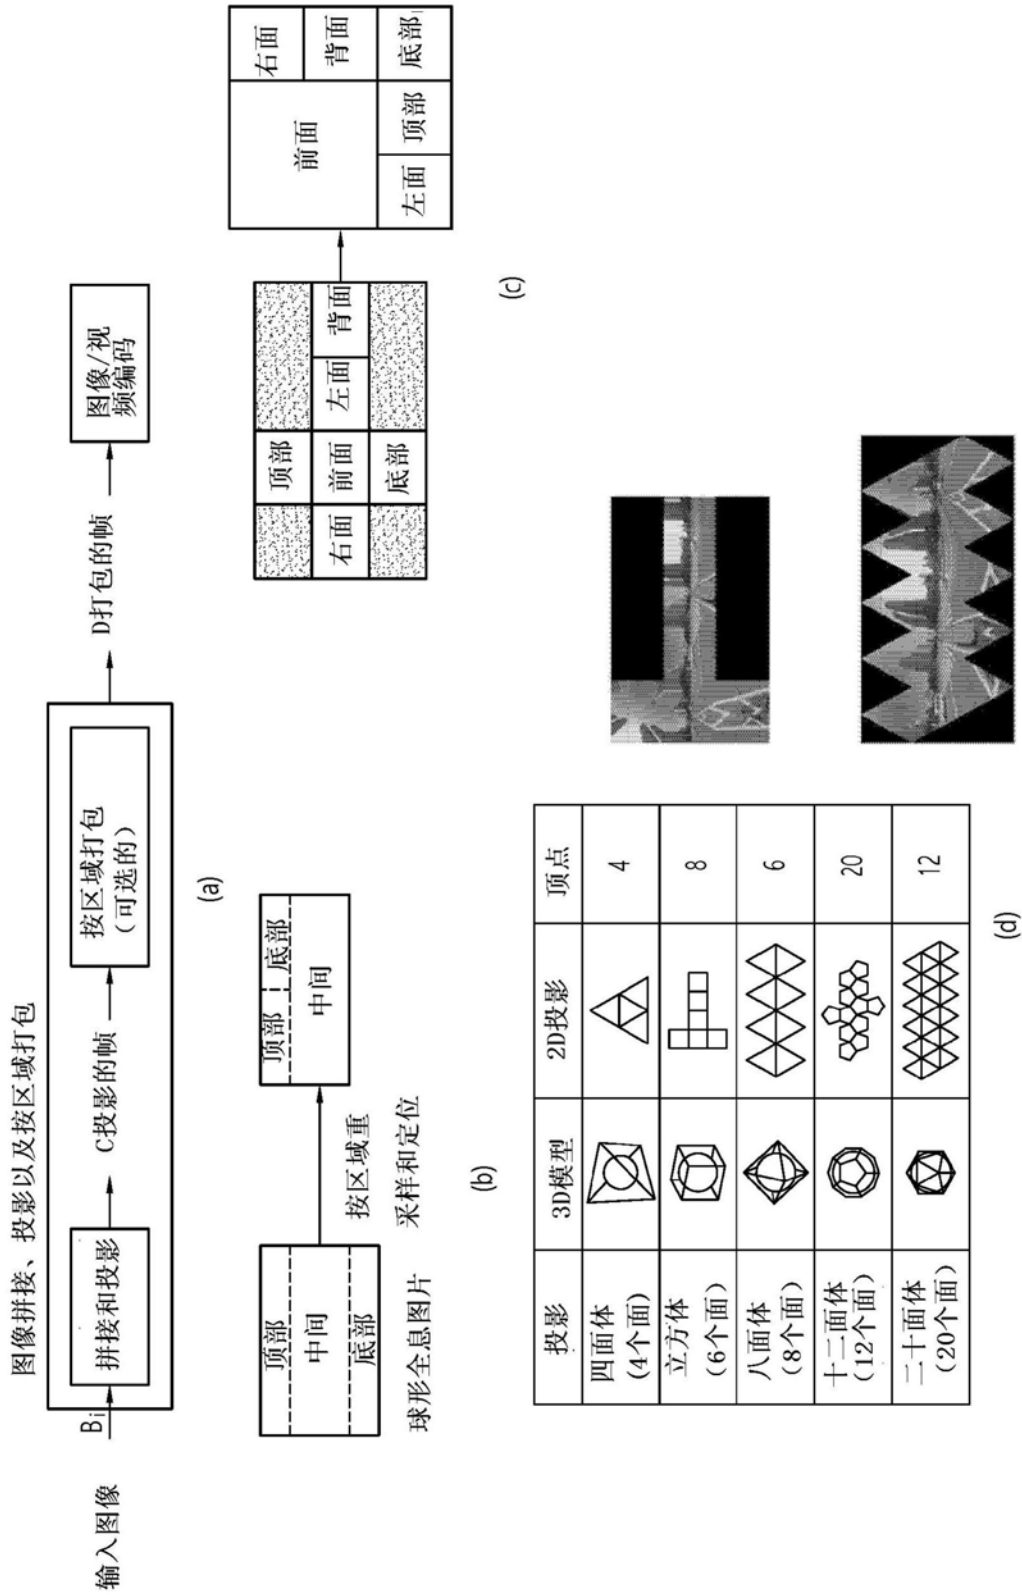 图像拼接、投影以及按区域打包
输入图像
Bi
拼接和投影
C投影的帧
按区域打包
(可选的)
D打包的帧
图像/视
频编码
(a)
顶部
中间
底部
球形全息图片
按区域重
采样和定位
顶部
底部
中间
(b)
顶部
右面
前面
左面
背面
底部
前面
右面
背面
左面
顶部
底部
(c)
投影
3D模型
2D投影
顶点
四面体
(4个面)
4
立方体
(6个面)
8
八面体
(8个面)
6
十二面体
(12个面)
20
二十面体
(20个面)
12
(d)